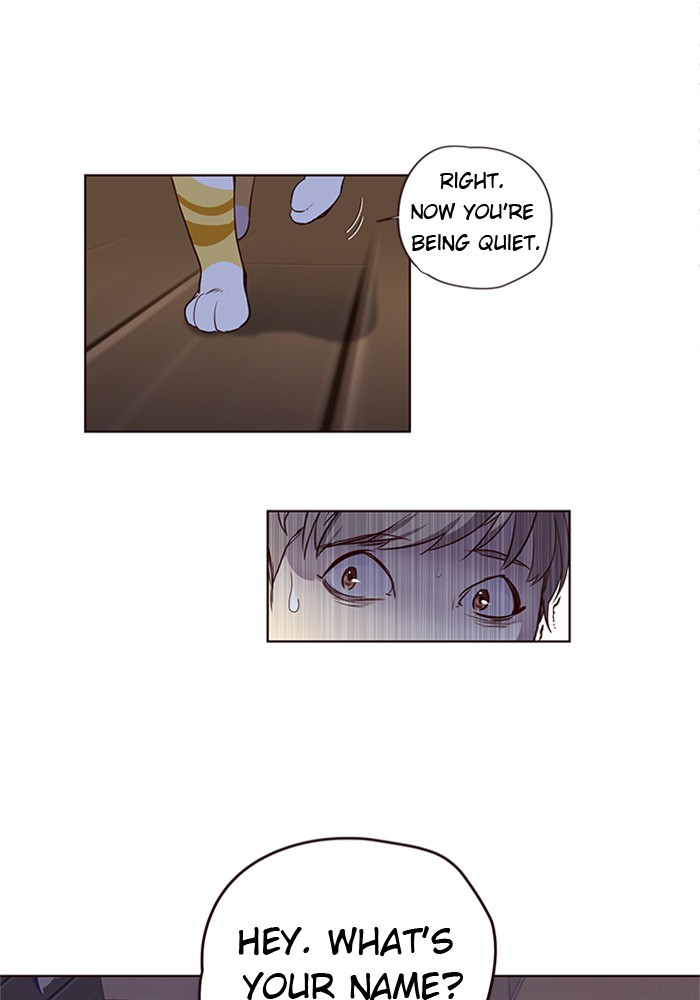 RIGHT.
NOW YOU'RE
BEING QUIET.
HEY. WHAT'S
YOUR NAME?